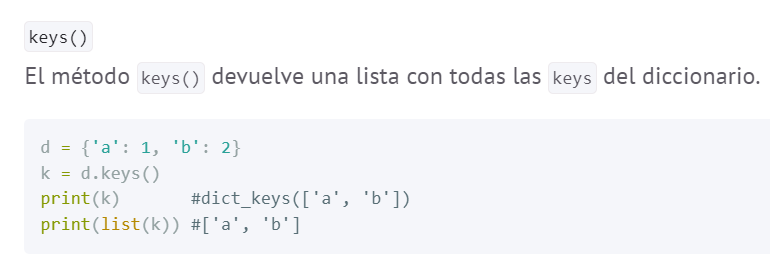 keys()
El método keys() devuelve una lista con todas las keys del diccionario.
d = {'a': 1, 'b': 2}
k = d.keys()
print(k)       #dict_keys(['a', 'b'])
print(list(k)) #['a', 'b']